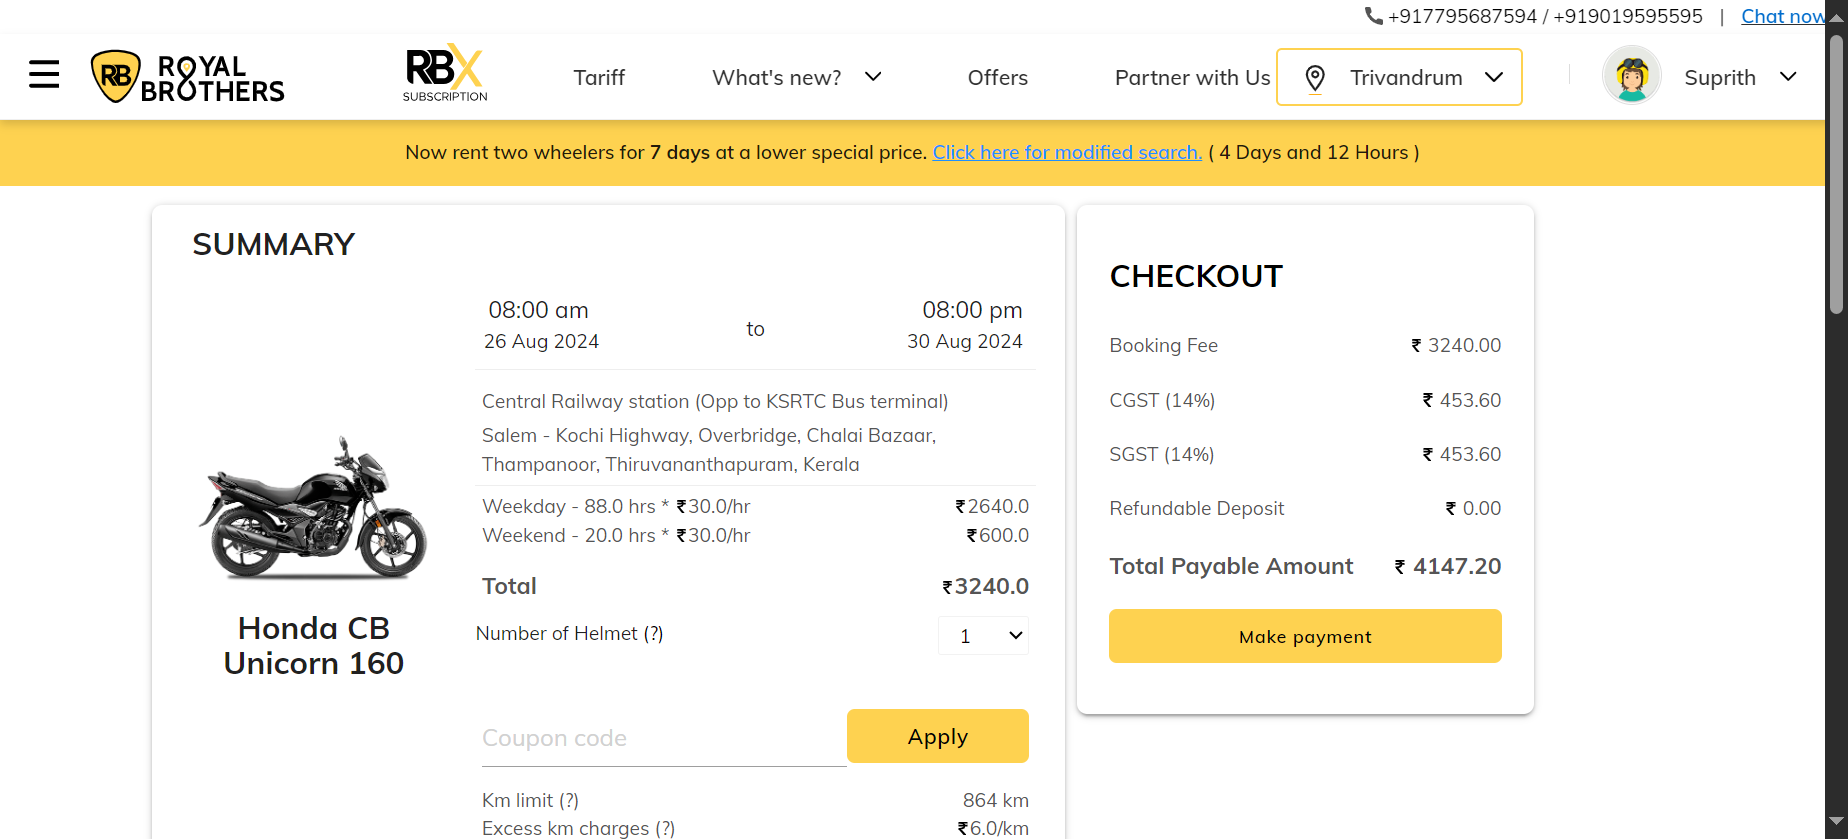 +917795687594 / +919019595595 | Chat now
RB ROYAL BROTHERS
RBX SUBSCRIPTION
Tariff
What's new?
Offers
Partner with Us
Trivandrum
Suprith
Now rent two wheelers for 7 days at a lower special price. Click here for modified search. ( 4 Days and 12 Hours )
SUMMARY
08:00 am
26 Aug 2024
to
08:00 pm
30 Aug 2024
Central Railway station (Opp to KSRTC Bus terminal)
Salem - Kochi Highway, Overbridge, Chalai Bazaar,
Thampanoor, Thiruvananthapuram, Kerala
Weekday - 88.0 hrs * ₹30.0/hr ₹2640.0
Weekend - 20.0 hrs * ₹30.0/hr ₹600.0
Total ₹3240.0
Number of Helmet (?) 1
Honda CB
Unicorn 160
Coupon code
Apply
Km limit (?) 864 km
Excess km charges (?) ₹6.0/km
CHECKOUT
Booking Fee ₹ 3240.00
CGST (14%) ₹ 453.60
SGST (14%) ₹ 453.60
Refundable Deposit ₹ 0.00
Total Payable Amount ₹ 4147.20
Make payment